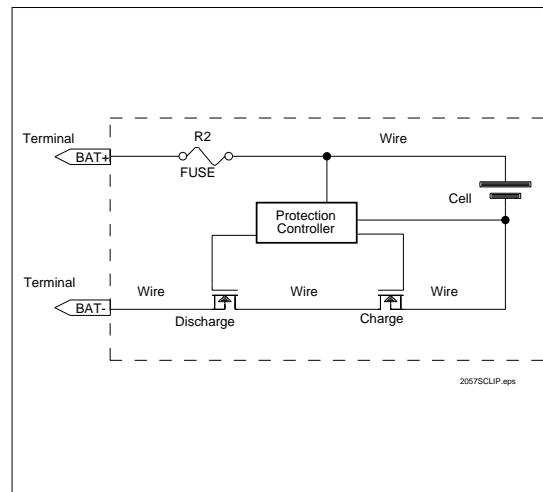 R2
Terminal
Wire
BAT+
FUSE
Cell
Protection
Controller
Terminal
Wire
Wire
Wire
BAT-
Discharge
Charge
2057SCLIP.eps